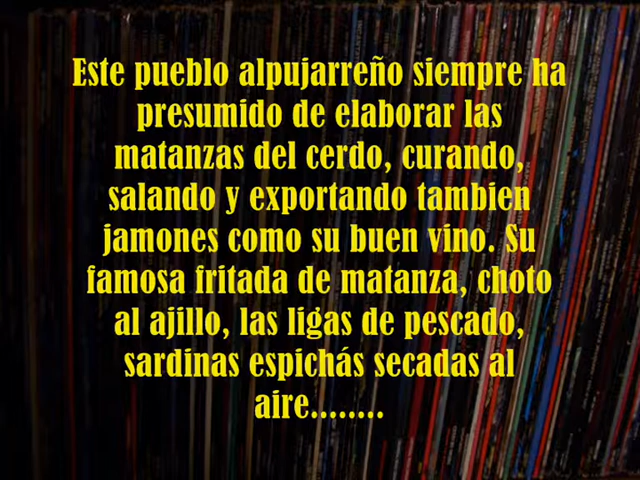 Este pueblo alpujarreño siempre ha
presumido de elaborar las
matanzas del cerdo, curando,
salando y exportando tambien
jamones como su buen vino. Su
famosa fritada de matanza, choto
al ajillo, las ligas de pescado,
sardinas espichás secadas al
aire........